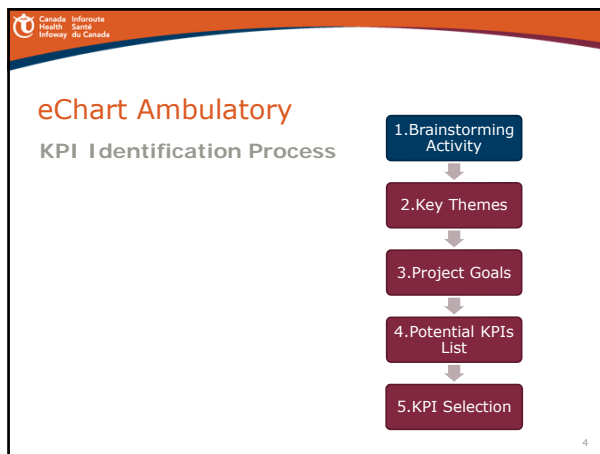 Canada Inforoute
Health Santé
Infoway du Canada
eChart Ambulatory
KPI Identification Process
1.Brainstorming
Activity
2.Key Themes
3.Project Goals
4.Potential KPIs
List
5.KPI Selection
4